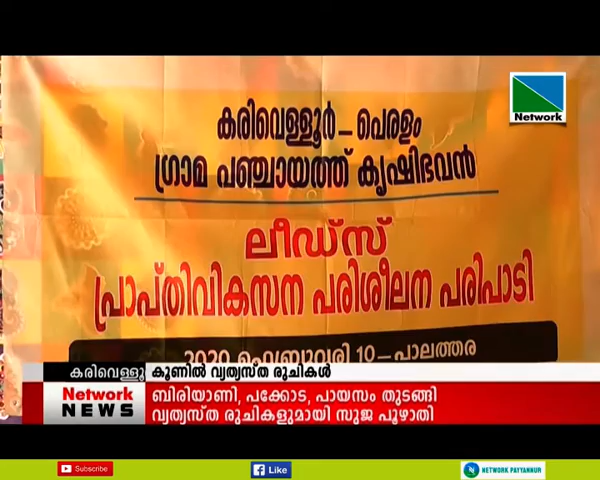 Network
കരിവെള്ളൂർ – പെരളം
ഗ്രാമ പഞ്ചായത്ത് കൃഷിഭവൻ
ലീഡ്സ്
പ്രാപ്തിവികസന പരിശീലന പരിപാടി
2020 ഫെബ്രുവരി 10 – പാലത്തര
കരിവെള്ളൂ കൂണിൽ വ്യത്യസ്ത രുചികൾ
Network NEWS
ബിരിയാണി, പക്കോട, പായസം തുടങ്ങി
വ്യത്യസ്ത രുചികളുമായി സുജ പൂഴാതി
Subscribe
Like
NETWORK PAYYANNUR